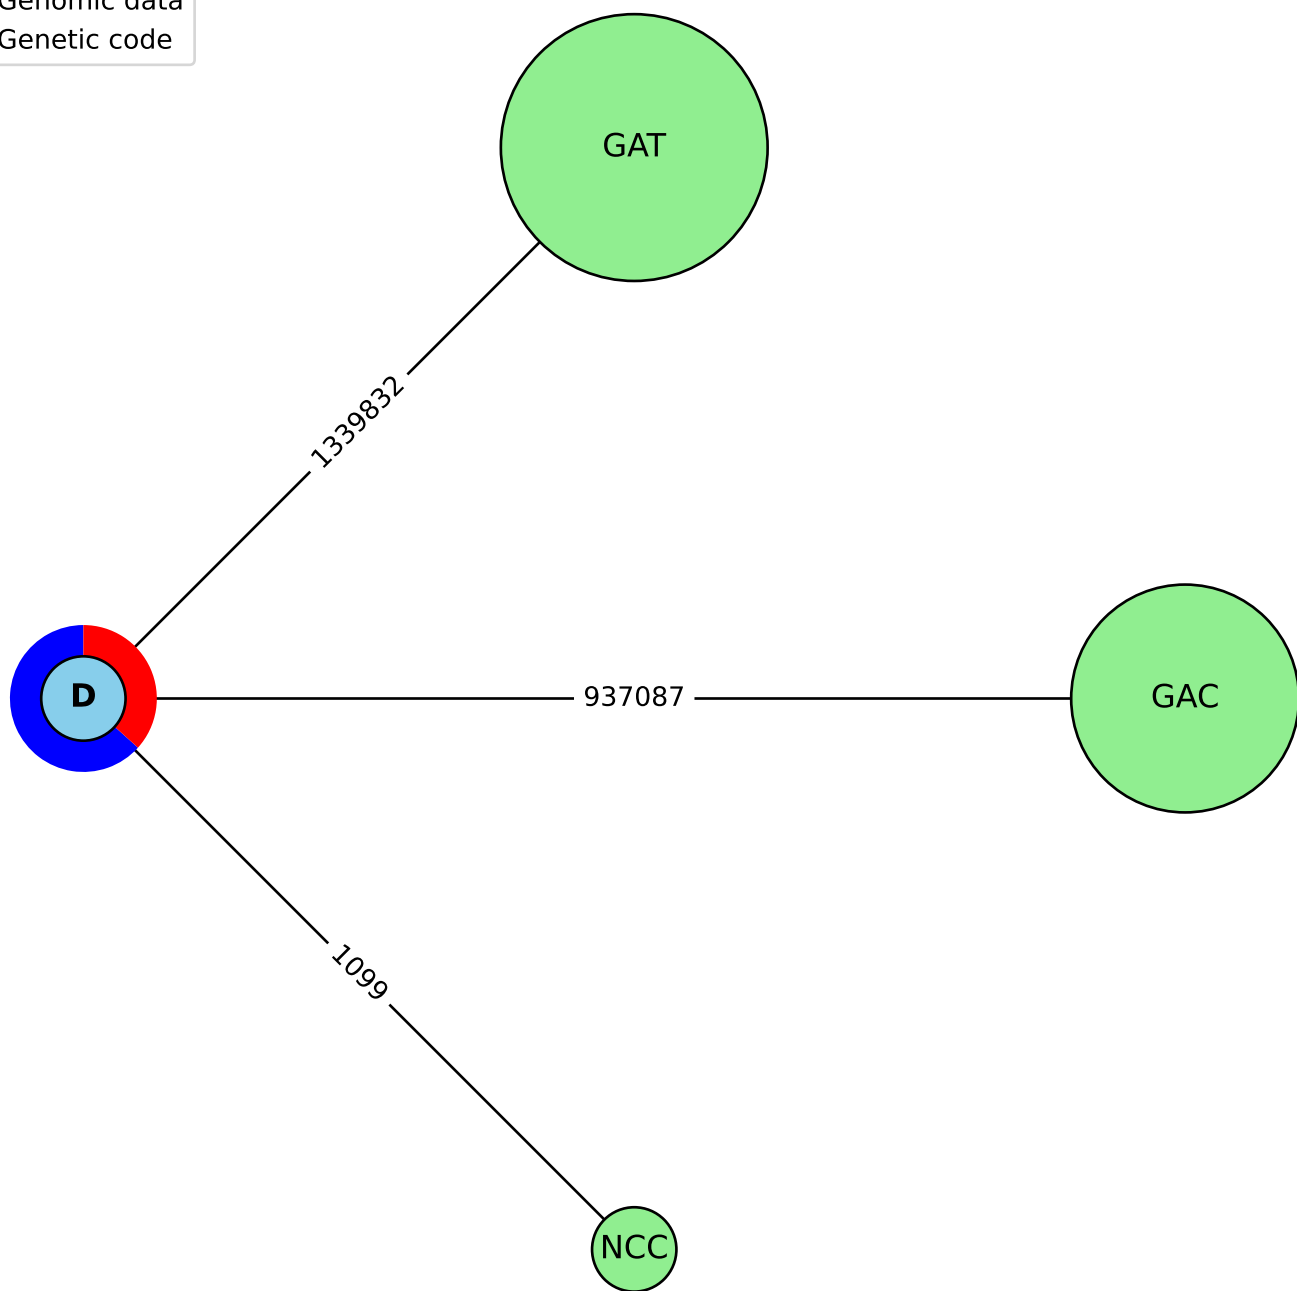 Genomic data
Genetic code
GAT
1339832
D
937087
GAC
1099
NCC